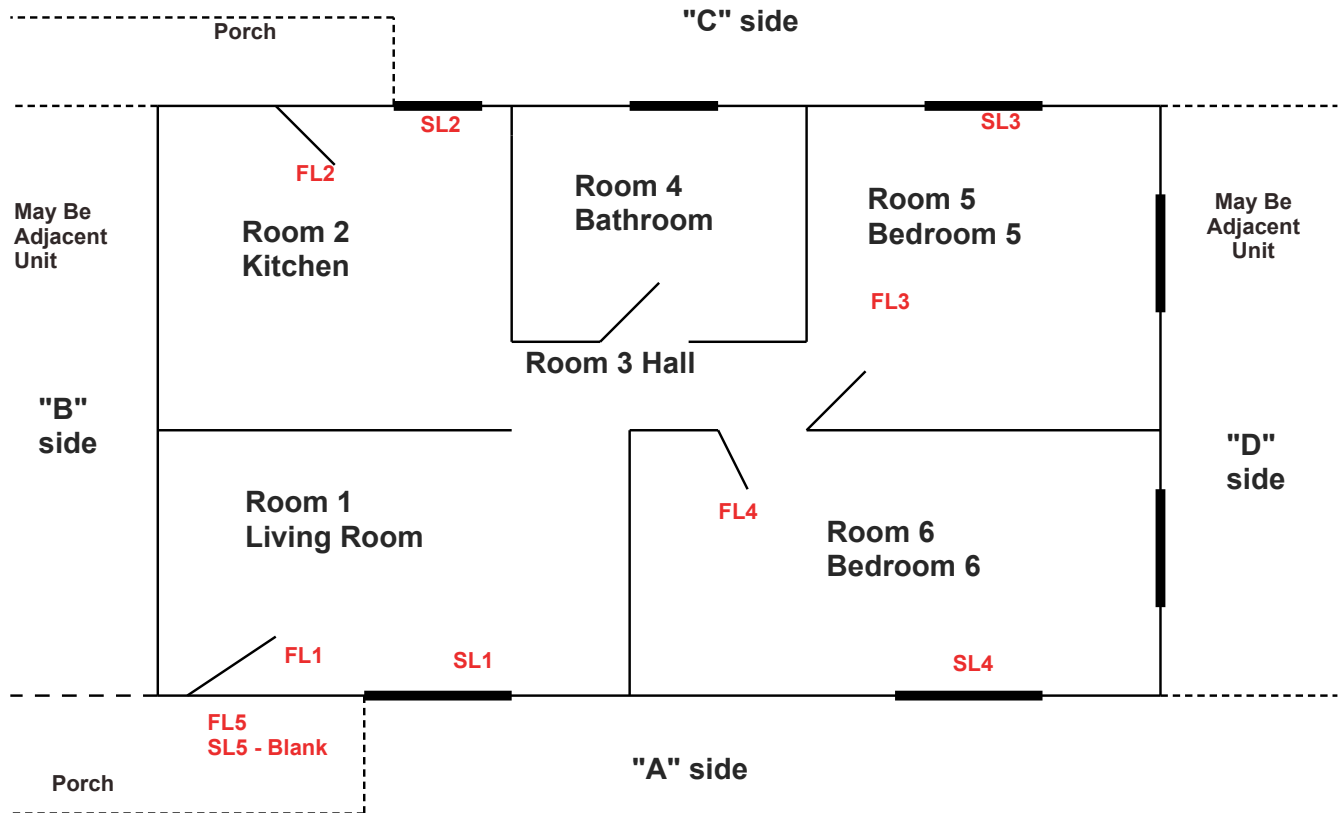 "C" side
Porch
SL2
SL3
FL2
Room 4
Bathroom
Room 5
Bedroom 5
May Be
Adjacent
Unit
Room 2
Kitchen
May Be
Adjacent
Unit
FL3
Room 3 Hall
"B"
side
"D"
side
Room 1
Living Room
FL4
Room 6
Bedroom 6
FL1
SL1
SL4
FL5
SL5 - Blank
"A" side
Porch